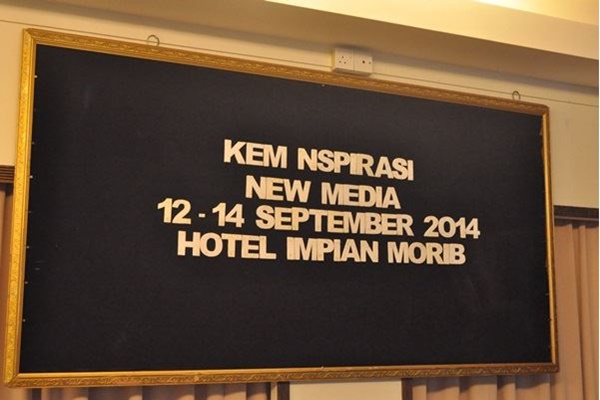 KEM NSPIRASI
NEW MEDIA
12 - 14 SEPTEMBER 2014
HOTEL IMPIAN MORIB